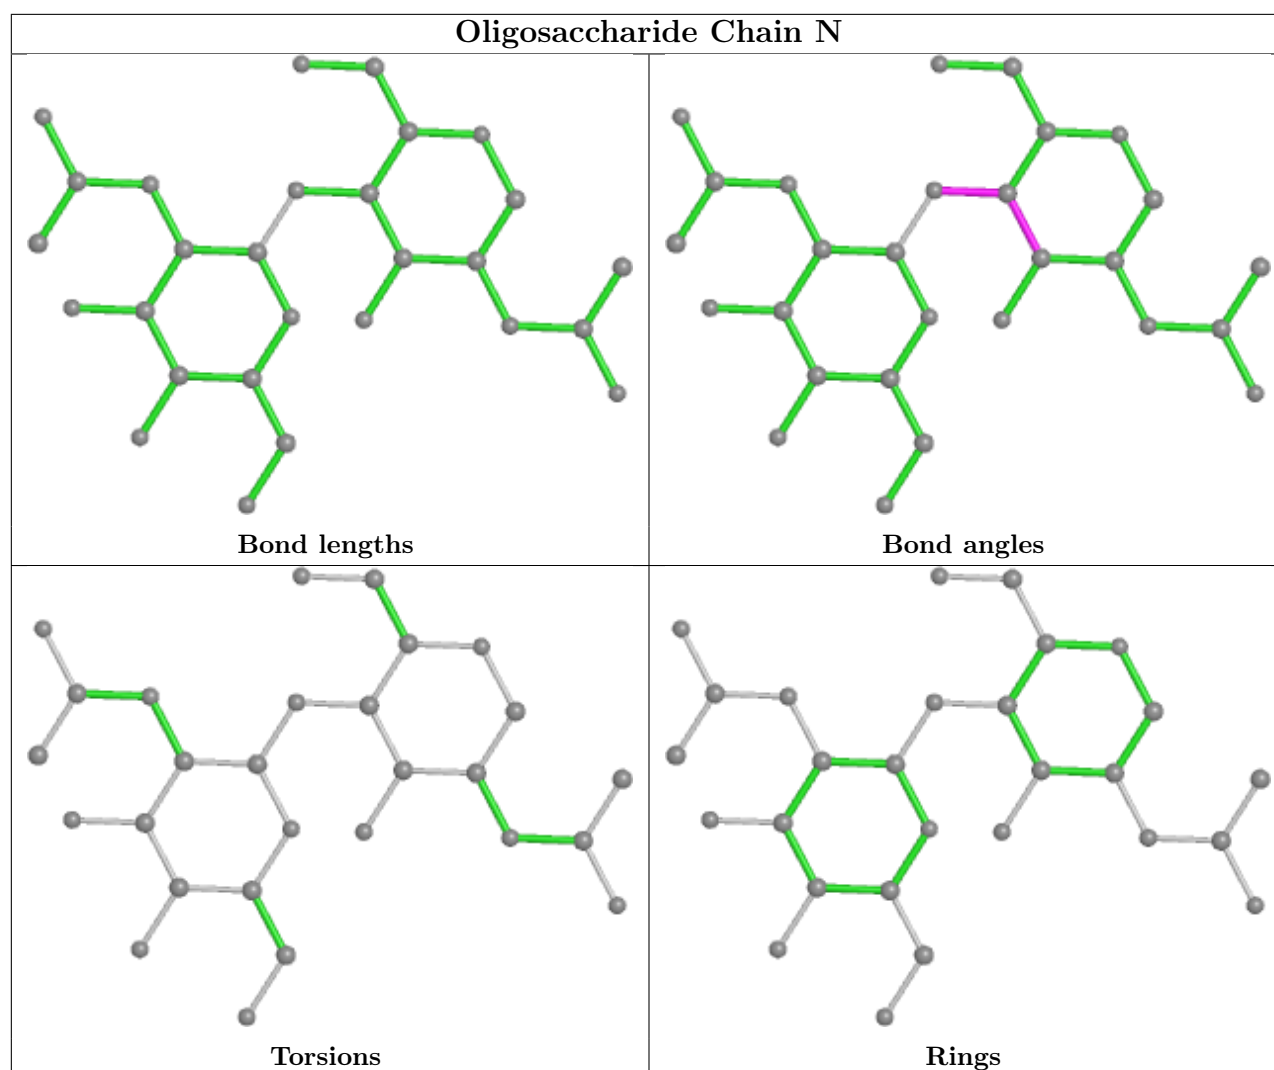 Oligosaccharide Chain N
Bond lengths
Bond angles
Torsions
Rings